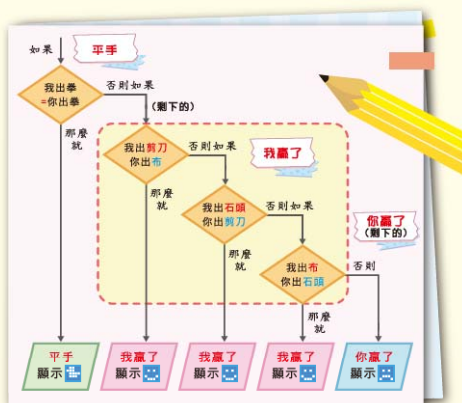 如果
平手
我出拳
=你出拳
否則如果
(剩下的)
那麼
就
我出剪刀
你出布
否則如果
我贏了
那麼
就
我出石頭
你出剪刀
否則如果
你贏了
(剩下的)
那麼
就
我出布
你出石頭
否則
那麼
就
平手
顯示
我贏了
顯示
我贏了
顯示
我贏了
顯示
你贏了
顯示